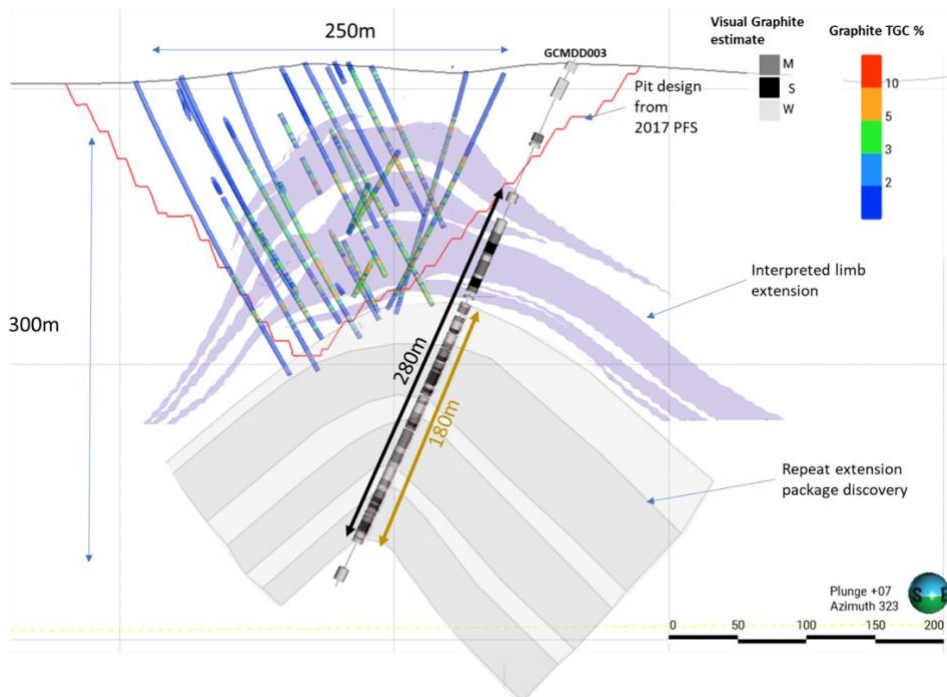 250m
Visual Graphite
estimate
M
S
W
Graphite TGC %
10
5
3
2
GCMDD003
Pit design
from
2017 PFS
300m
Interpreted limb
extension
280m
180m
Repeat extension
package discovery
Plunge +07
Azimuth 323
S E
0 50 100 150 200